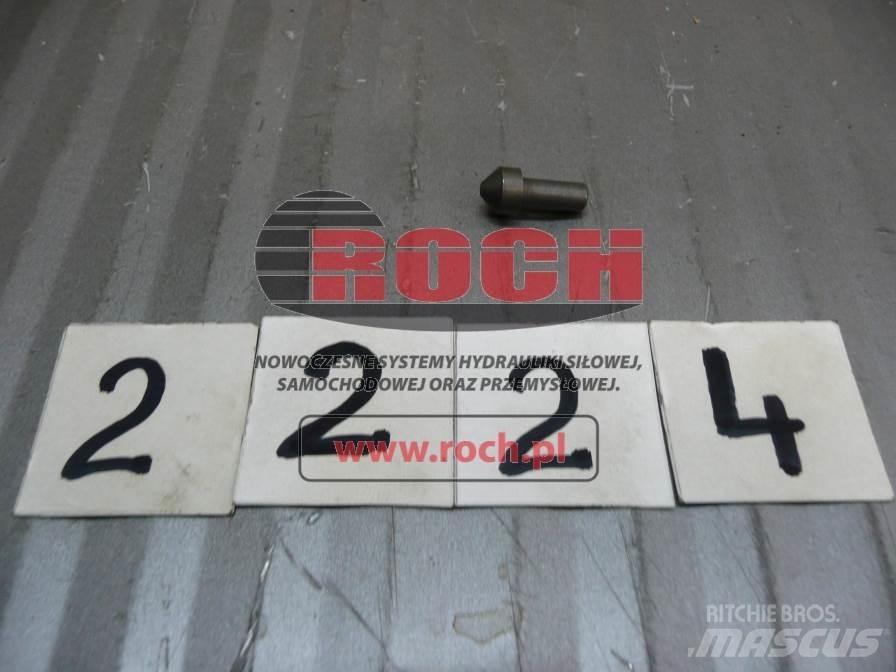 ROCH
NOWOCZESNE SYSTEMY HYDRAULIKI SIŁOWEJ,
SAMOCHODOWEJ ORAZ PRZEMYSŁOWEJ.
2 2 2 4
www.roch.pl
RITCHIE BROS.
MASCUS